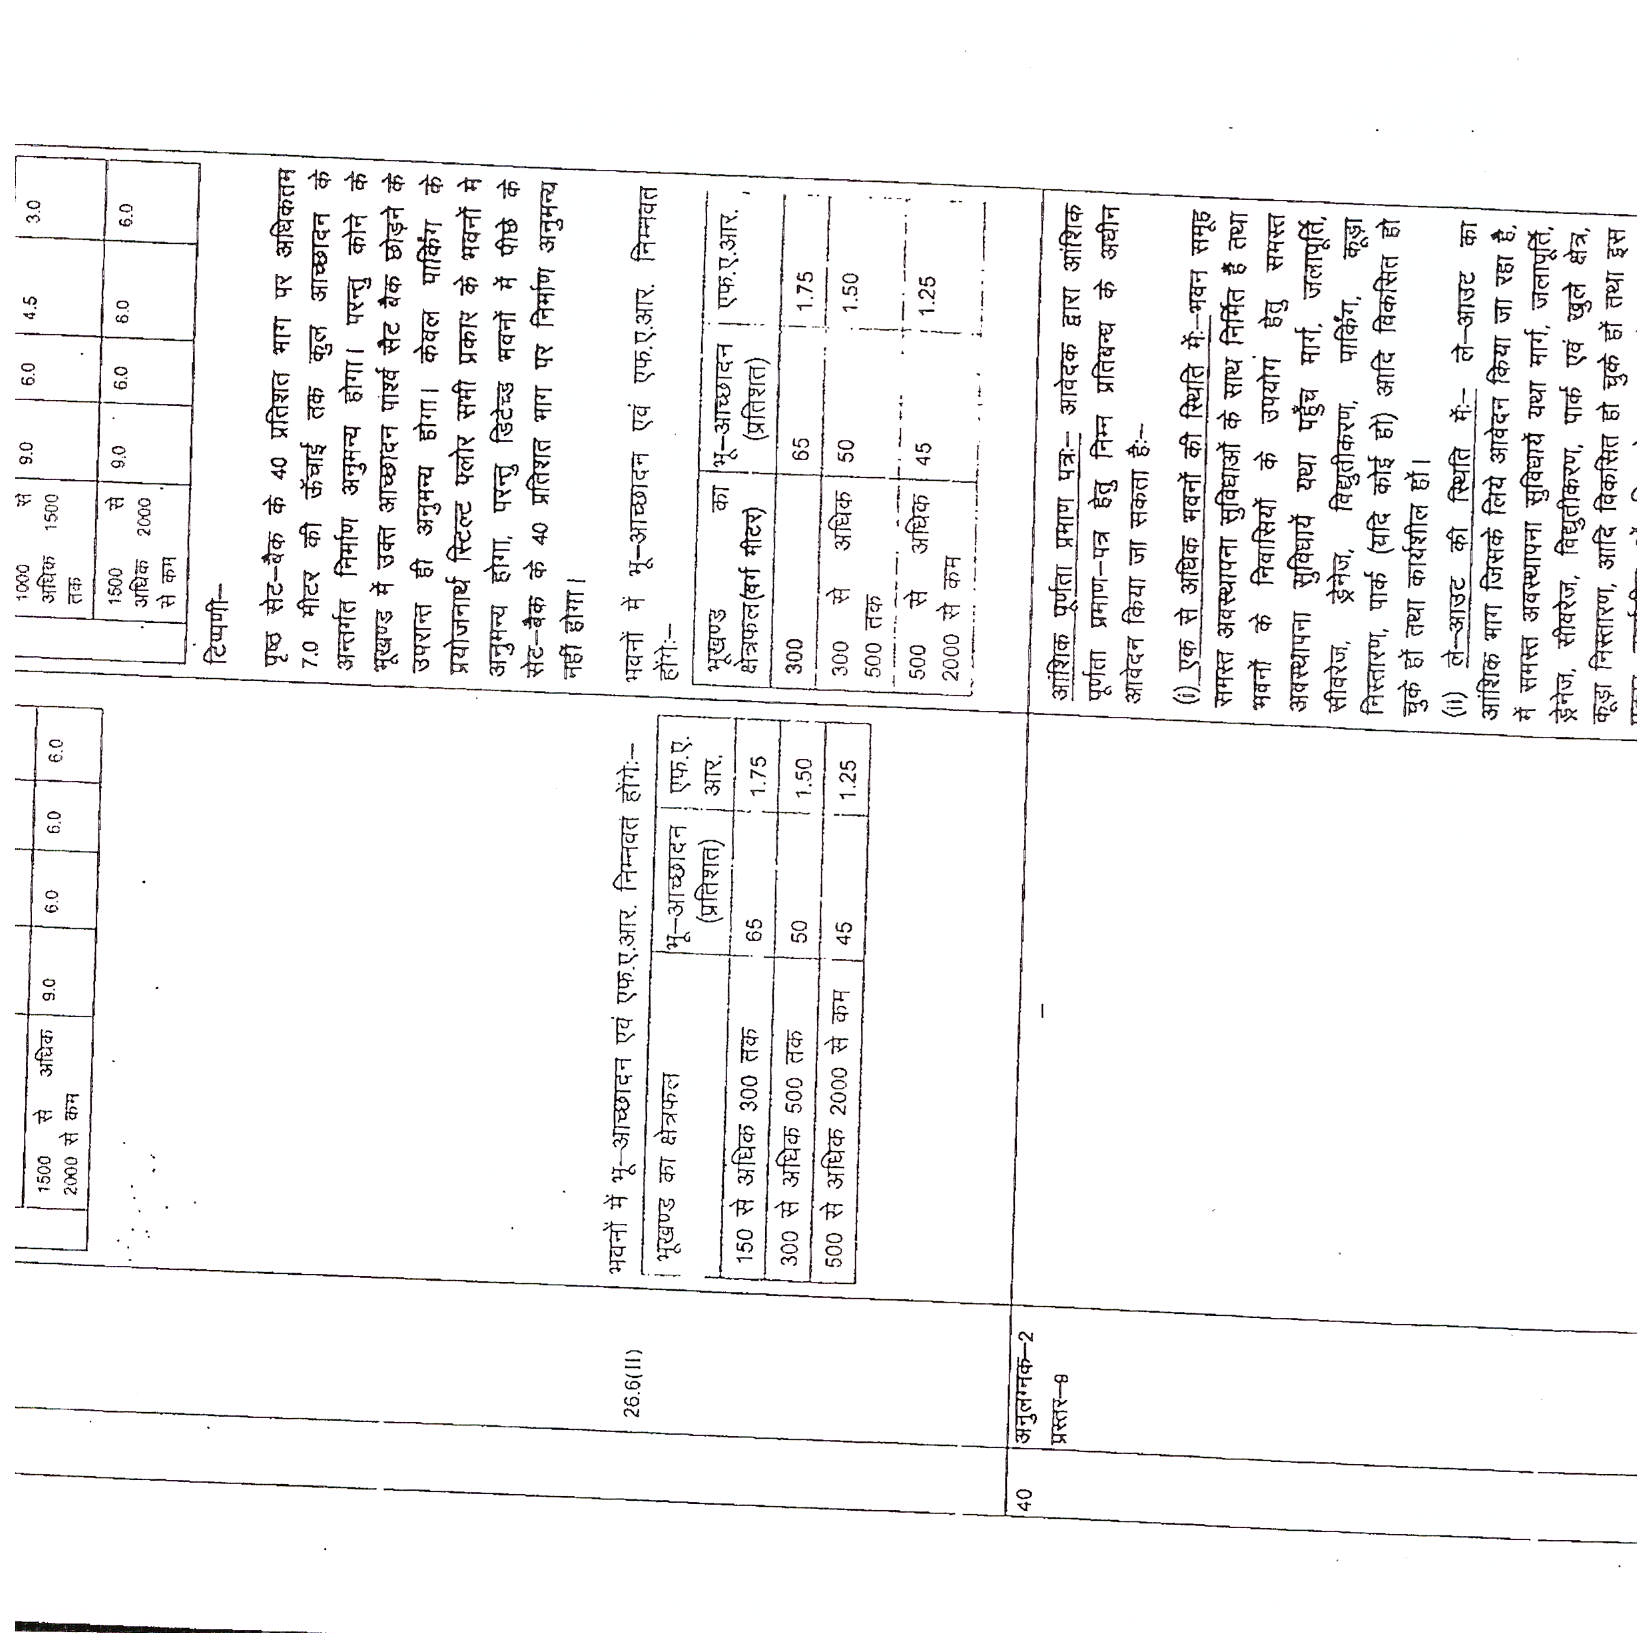 1500 से अधिक 9.0 6.0 6.0 6.0
2000 से कम
26.6(II)
भवनों में भू–आच्छादन एवं एफ.ए.आर. निम्नवत होंगे:–
भूखण्ड का क्षेत्रफल भू–आच्छादन एफ.ए.
(प्रतिशत) आर.
150 से अधिक 300 तक 65 1.75
300 से अधिक 500 तक 50 1.50
500 से अधिक 2000 से कम 45 1.25
1000 से 9.0 6.0 4.5 3.0
अधिक 1500
तक
1500 से 9.0 6.0 6.0 6.0
अधिक 2000
से कम
टिप्पणी–
पृष्ठ सेट–बैक के 40 प्रतिशत भाग पर अधिकतम
7.0 मीटर की ऊँचाई तक कुल आच्छादन के
अन्तर्गत निर्माण अनुमन्य होगा। परन्तु कोने के
भूखण्ड में उक्त आच्छादन पार्श्व सैट बैक छोड़ने के
उपरान्त ही अनुमन्य होगा। केवल पार्किंग के
प्रयोजनार्थ स्टिल्ट फ्लोर सभी प्रकार के भवनों में
अनुमन्य होगा, परन्तु डिटेच्ड भवनों में पीछे के
सेट–बैक के 40 प्रतिशत भाग पर निर्माण अनुमन्य
नहीं होगा।
भवनों में भू–आच्छादन एवं एफ.ए.आर. निम्नवत
होंगे:–
भूखण्ड का भू–आच्छादन एफ.ए.आर.
क्षेत्रफल(वर्ग मीटर) (प्रतिशत)
300 65 1.75
300 से अधिक 50 1.50
500 तक
500 से अधिक 45 1.25
2000 से कम
40 अनुलग्नक–2
प्रस्तर–8
–
आंशिक पूर्णता प्रमाण पत्र:– आवेदक द्वारा आंशिक
पूर्णता प्रमाण–पत्र हेतु निम्न प्रतिबन्ध के अधीन
आवेदन किया जा सकता है:–
(i) एक से अधिक भवनों की स्थिति में:–भवन समूह
समस्त अवस्थापना सुविधाओं के साथ निर्मित हैं तथा
भवनों के निवासियों के उपयोग हेतु समस्त
अवस्थापना सुविधायें यथा पहुँच मार्ग, जलापूर्ति,
सीवरेज, ड्रेनेज, विद्युतीकरण, पार्किंग, कूड़ा
निस्तारण, पार्क (यदि कोई हो) आदि विकसित हो
चुके हों तथा कार्यशील हों।
(ii) ले–आउट की स्थिति में:– ले–आउट का
आंशिक भाग जिसके लिये आवेदन किया जा रहा है,
में समस्त अवस्थापना सुविधायें यथा मार्ग, जलापूर्ति,
ड्रेनेज, सीवरेज, विद्युतीकरण, पार्क एवं खुले क्षेत्र,
कूड़ा निस्तारण, आदि विकसित हो चुके हों तथा इस